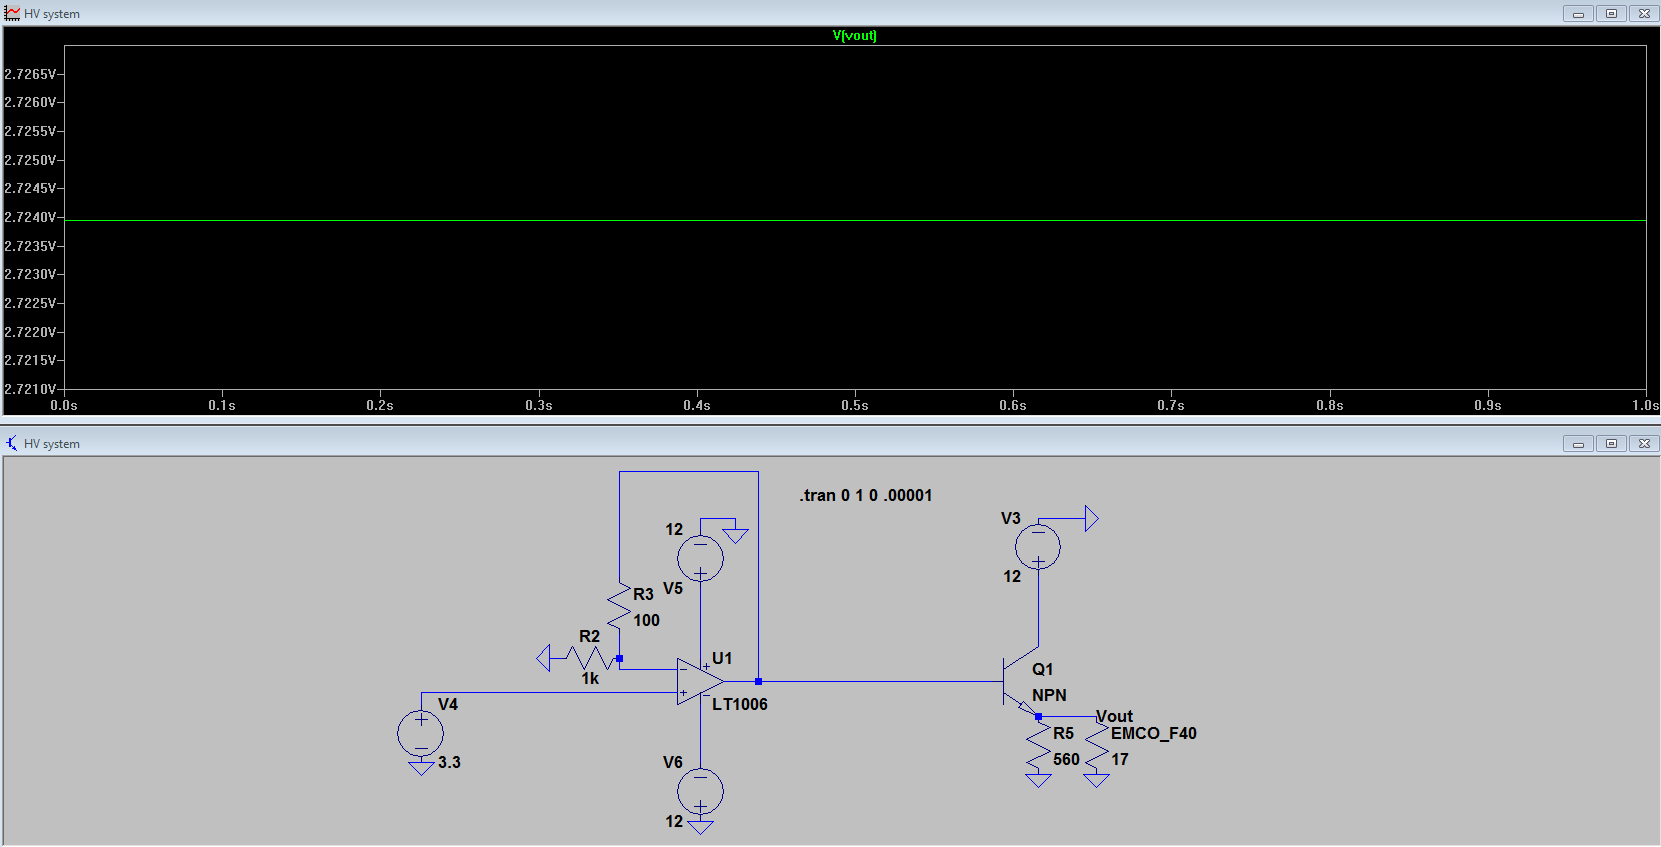 HV system
V(vout)
2.7265V
2.7260V
2.7255V
2.7250V
2.7245V
2.7240V
2.7235V
2.7230V
2.7225V
2.7220V
2.7215V
2.7210V
0.0s 0.1s 0.2s 0.3s 0.4s 0.5s 0.6s 0.7s 0.8s 0.9s 1.0s
HV system
.tran 0 1 0 .00001
12
V5
V3
12
R3
100
R2
1k
U1
LT1006
V4
3.3
V6
12
Q1
NPN
Vout
R5
560
EMCO_F40
17